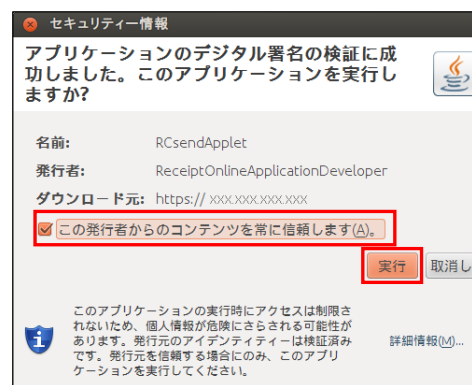 セキュリティー情報
アプリケーションのデジタル署名の検証に成
功しました。このアプリケーションを実行し
ますか?
名前: RCsendApplet
発行者: ReceiptOnlineApplicationDeveloper
ダウンロード元: https:// xxx.xxx.xxx.xxx
この発行者からのコンテンツを常に信頼します(A)。
実行 取消し
このアプリケーションの実行時にアクセスは制限さ
れないため、個人情報が危険にさらされる可能性が
あります。発行元のアイデンティティーは検証済み
です。発行元を信頼する場合にのみ、このアプリ
ケーションを実行してください。
詳細情報(M)...